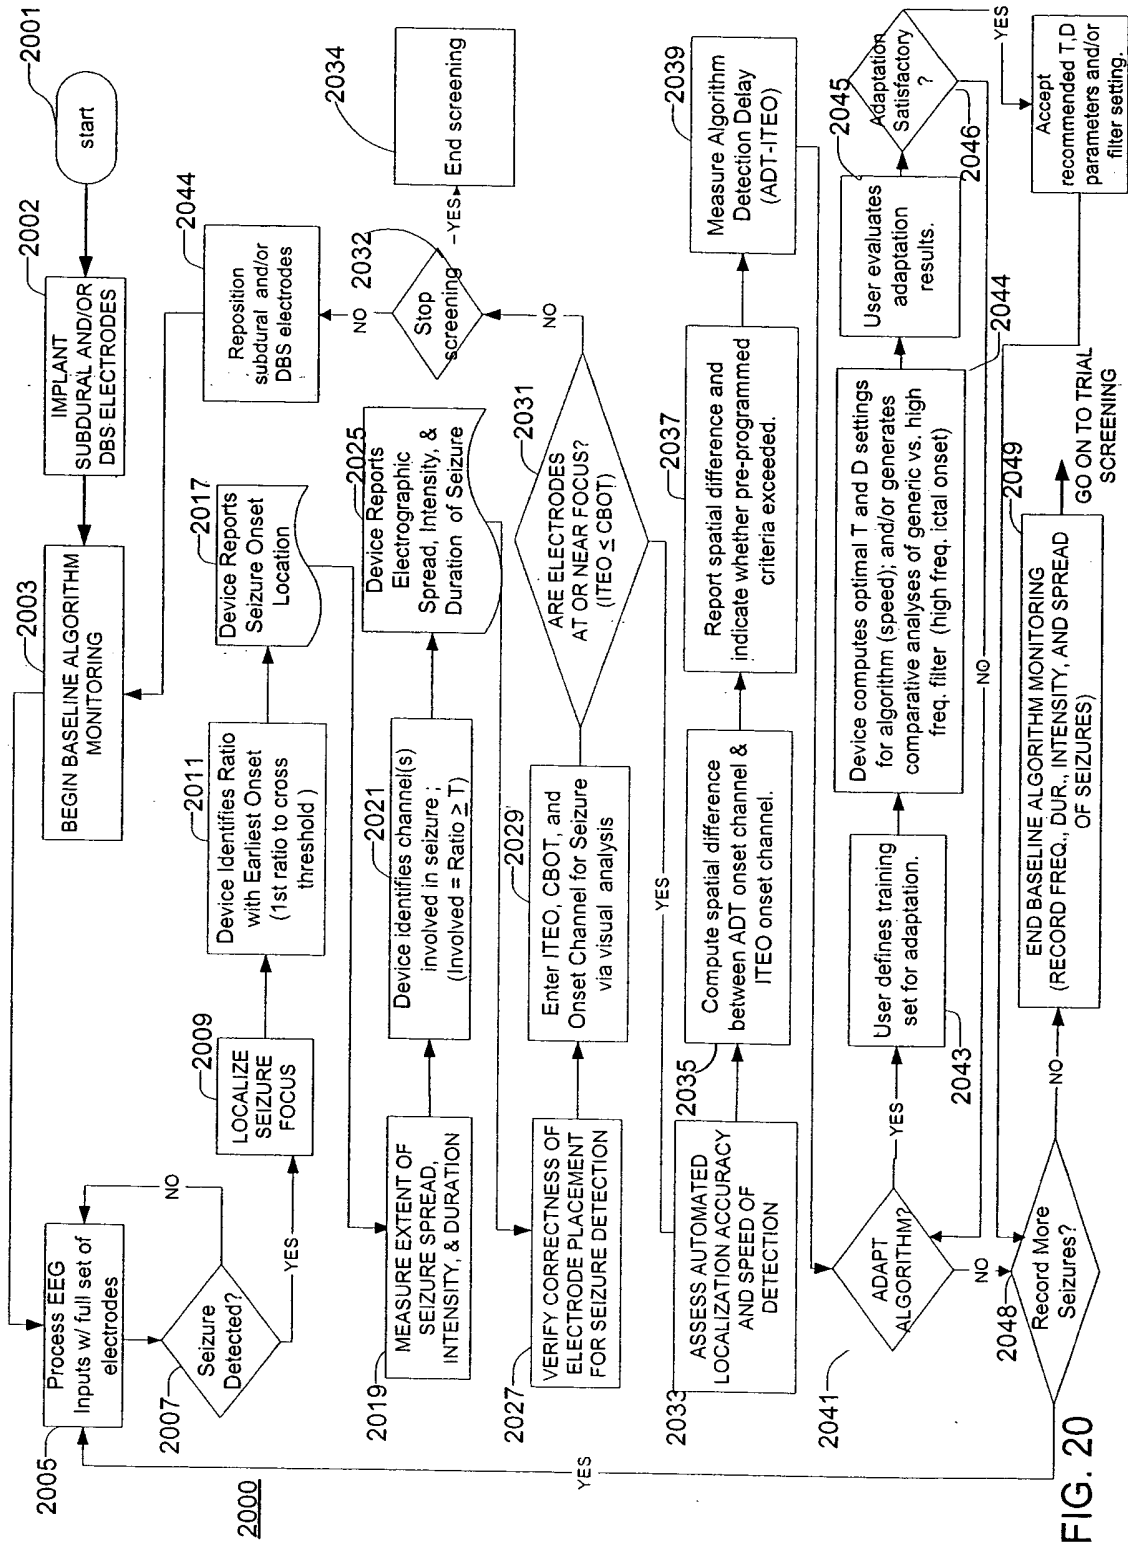 2001
start
2002
IMPLANT
SUBDURAL AND/OR
DBS ELECTRODES
2003
BEGIN BASELINE ALGORITHM
MONITORING
2005
Process EEG
Inputs w/ full set of
electrodes
2007
Seizure
Detected?
NO
YES
2009
LOCALIZE
SEIZURE
FOCUS
2011
Device Identifies Ratio
with Earliest Onset
(1st ratio to cross
threshold )
2017
Device Reports
Seizure Onset
Location
2019
MEASURE EXTENT OF
SEIZURE SPREAD,
INTENSITY, & DURATION
2021
Device identifies channel(s)
involved in seizure ;
(Involved = Ratio ≥ T)
2025
Device Reports
Electrographic
Spread, Intensity, &
Duration of Seizure
2027
VERIFY CORRECTNESS OF
ELECTRODE PLACEMENT
FOR SEIZURE DETECTION
2029
Enter ITEO, CBOT, and
Onset Channel for Seizure
via visual analysis
2031
ARE ELECTRODES
AT OR NEAR FOCUS?
(ITEO ≤ CBOT)
NO
YES
2032
Stop
screening
NO
YES
2034
End screening
2044
Reposition
subdural and/or
DBS electrodes
2033
ASSESS AUTOMATED
LOCALIZATION ACCURACY
AND SPEED OF
DETECTION
2035
Compute spatial difference
between ADT onset channel &
ITEO onset channel.
2037
Report spatial difference and
indicate whether pre-programmed
criteria exceeded.
2039
Measure Algorithm
Detection Delay
(ADT-ITEO)
2041
ADAPT
ALGORITHM?
YES
NO
2043
User defines training
set for adaptation.
2044
Device computes optimal T and D settings
for algorithm (speed); and/or generates
comparative analyses of generic vs. high
freq. filter (high freq. ictal onset)
2045
User evaluates
adaptation
results.
2046
Adaptation
Satisfactory
?
YES
NO
Accept
recommended T,D
parameters and/or
filter setting.
2048
Record More
Seizures?
NO
YES
2049
END BASELINE ALGORITHM MONITORING
(RECORD FREQ., DUR., INTENSITY, AND SPREAD
OF SEIZURES)
GO ON TO TRIAL
SCREENING
2000
FIG. 20